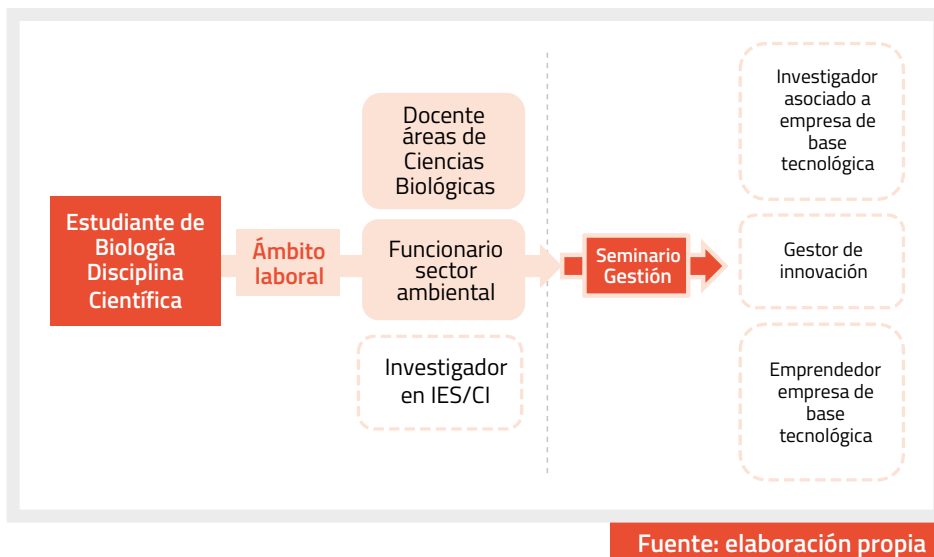 Estudiante de
Biología
Disciplina
Científica
Ámbito
laboral
Docente
áreas de
Ciencias
Biológicas
Funcionario
sector
ambiental
Investigador
en IES/CI
Seminario
Gestión
Investigador
asociado a
empresa de
base
tecnológica
Gestor de
innovación
Emprendedor
empresa de
base
tecnológica
Fuente: elaboración propia